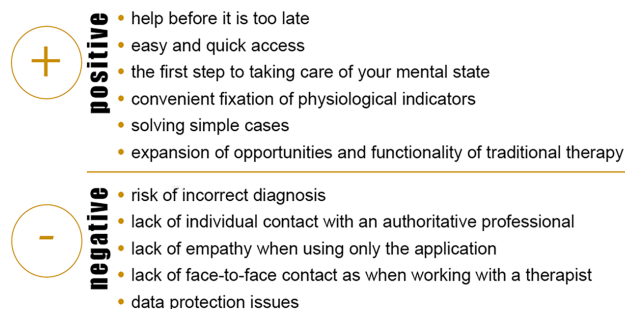 +
positive
help before it is too late
easy and quick access
the first step to taking care of your mental state
convenient fixation of physiological indicators
solving simple cases
expansion of opportunities and functionality of traditional therapy
-
negative
risk of incorrect diagnosis
lack of individual contact with an authoritative professional
lack of empathy when using only the application
lack of face-to-face contact as when working with a therapist
data protection issues